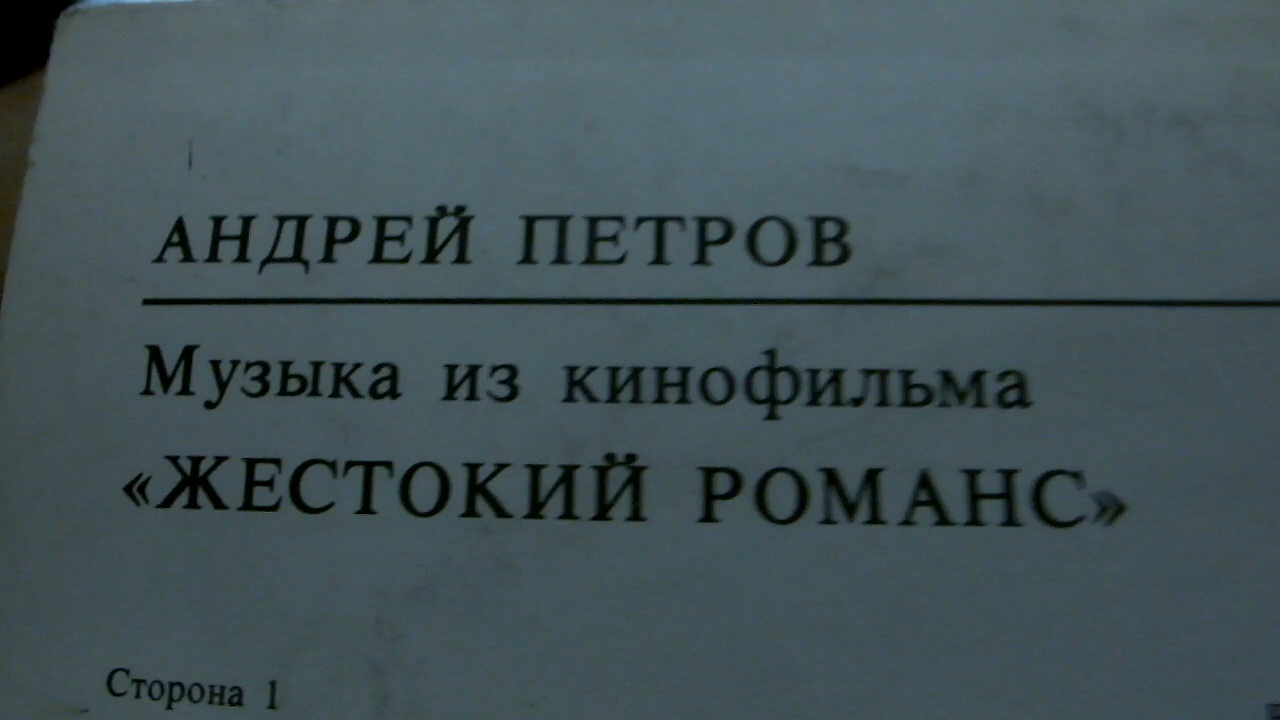 АНДРЕЙ ПЕТРОВ
Музыка из кинофильма
«ЖЕСТОКИЙ РОМАНС»
Сторона 1